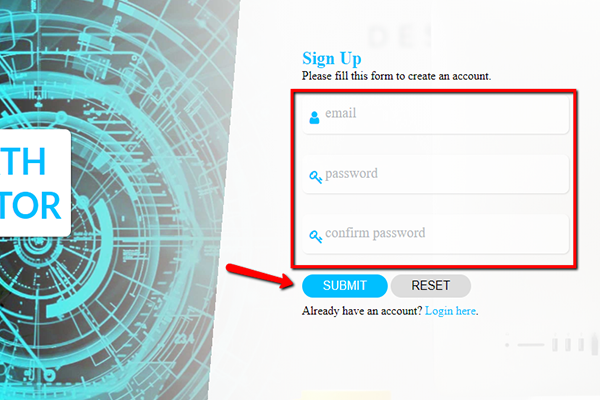 TH
TOR
Sign Up
Please fill this form to create an account.
email
password
confirm password
SUBMIT RESET
Already have an account? Login here.